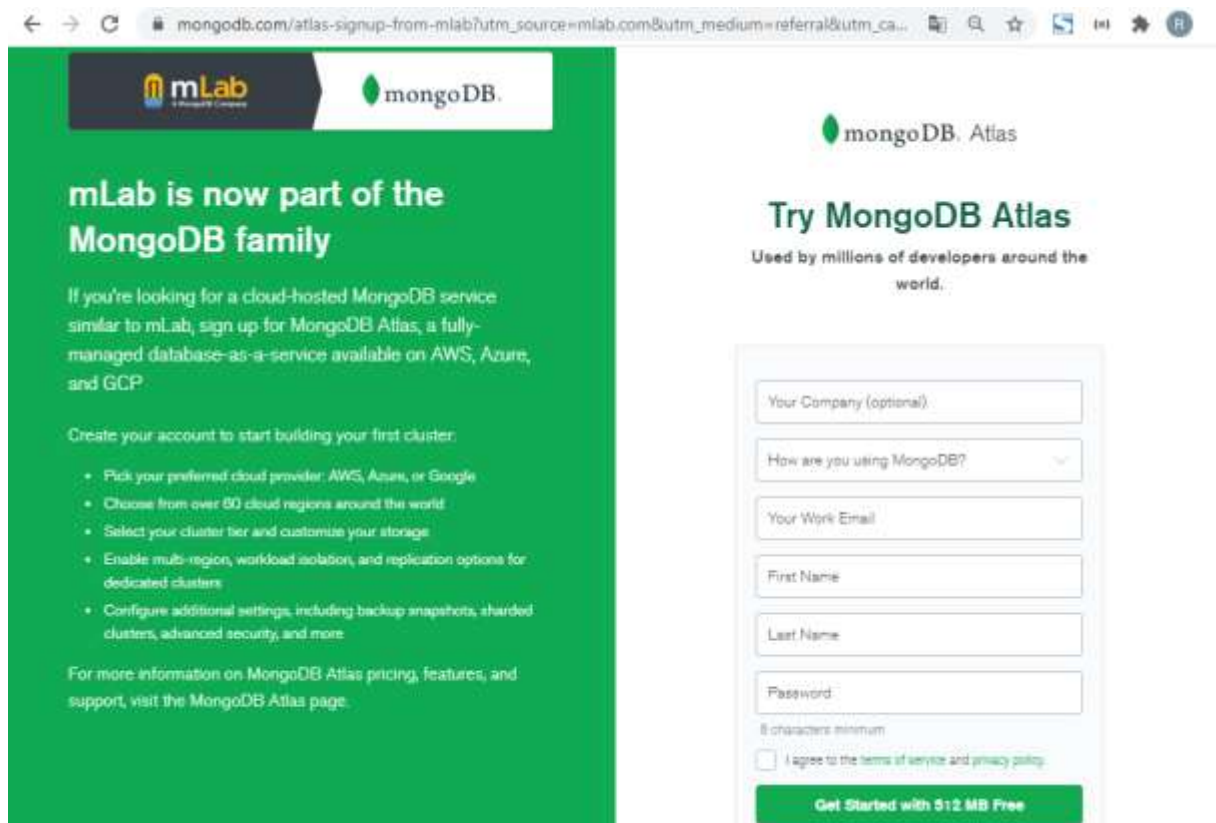 mongodb.com/atlas-signup-from-mlab?utm_source=mlab.com&utm_medium=referral&utm_ca...
R
mLab
A MongoDB Company
mongoDB.
mLab is now part of the
MongoDB family
If you're looking for a cloud-hosted MongoDB service
similar to mLab, sign up for MongoDB Atlas, a fully-
managed database-as-a-service available on AWS, Azure,
and GCP
Create your account to start building your first cluster:
• Pick your preferred cloud provider: AWS, Azure, or Google
• Choose from over 60 cloud regions around the world
• Select your cluster tier and customize your storage
• Enable multi-region, workload isolation, and replication options for
dedicated clusters
• Configure additional settings, including backup snapshots, sharded
clusters, advanced security, and more
For more information on MongoDB Atlas pricing, features, and
support, visit the MongoDB Atlas page.
mongoDB. Atlas
Try MongoDB Atlas
Used by millions of developers around the
world.
Your Company (optional)
How are you using MongoDB?
Your Work Email
First Name
Last Name
Password
8 characters minimum
I agree to the terms of service and privacy policy.
Get Started with 512 MB Free